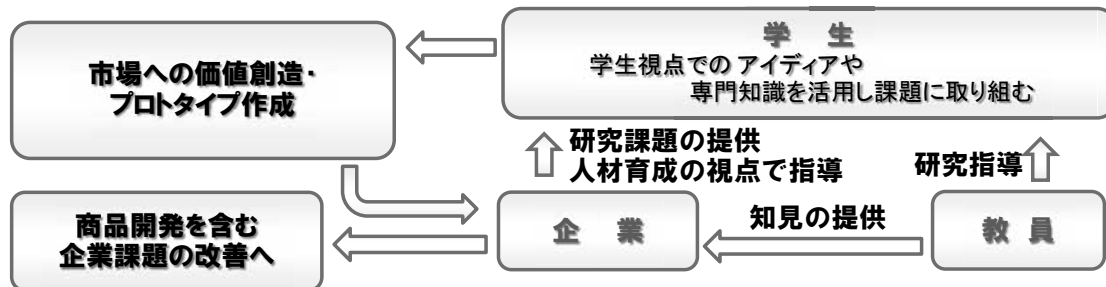 学 生
学生視点での アイディアや
専門知識を活用し課題に取り組む
市場への価値創造・
プロトタイプ作成
研究課題の提供
人材育成の視点で指導
研究指導
商品開発を含む
企業課題の改善へ
企 業
知見の提供
教 員